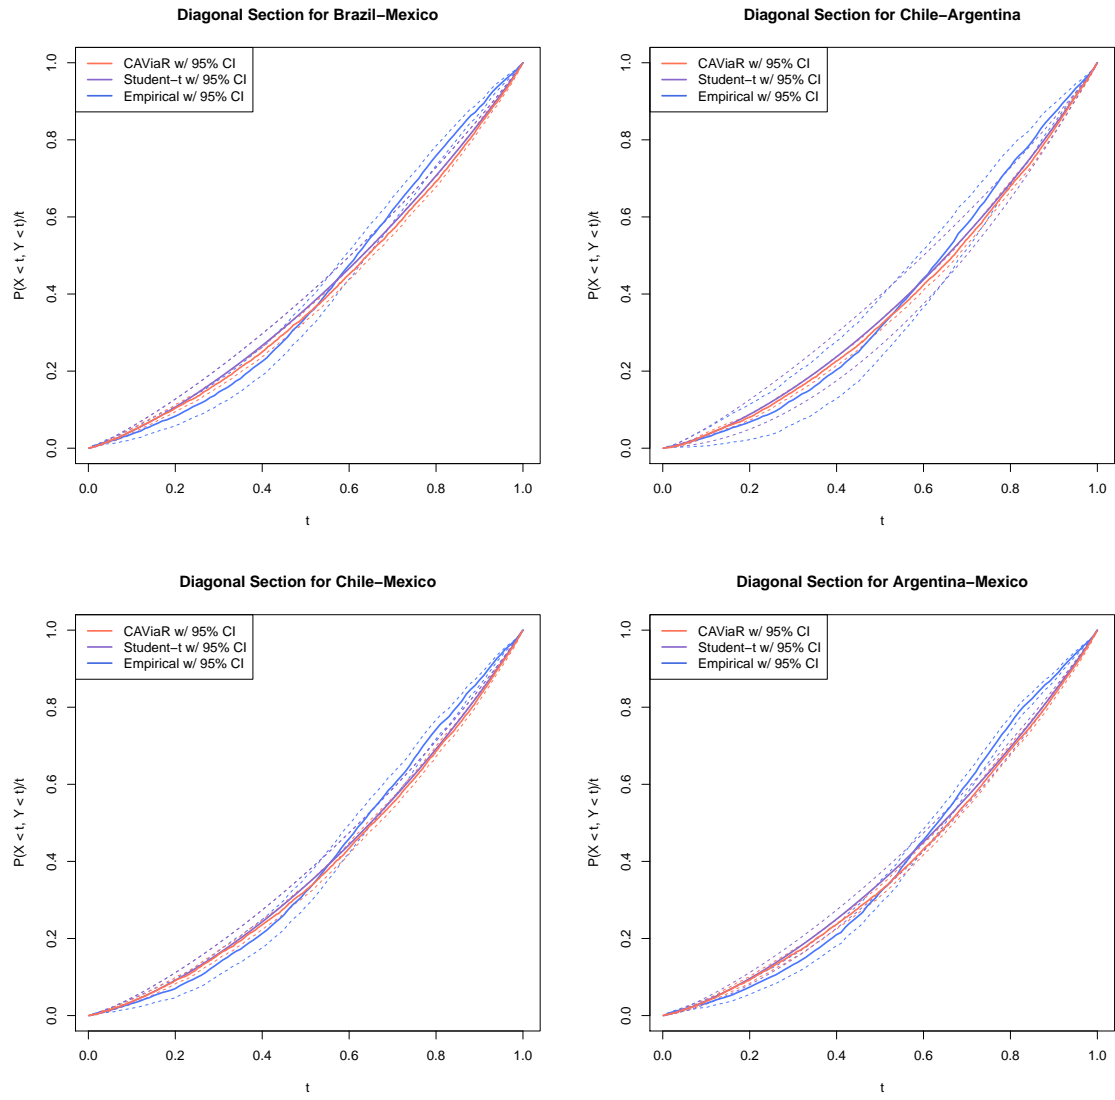 Diagonal Section for Brazil−Mexico
CAViaR w/ 95% CI
Student−t w/ 95% CI
Empirical w/ 95% CI
P(X < t, Y < t)/t
1.0
0.8
0.6
0.4
0.2
0.0
0.0 0.2 0.4 0.6 0.8 1.0
t
Diagonal Section for Chile−Argentina
CAViaR w/ 95% CI
Student−t w/ 95% CI
Empirical w/ 95% CI
P(X < t, Y < t)/t
1.0
0.8
0.6
0.4
0.2
0.0
0.0 0.2 0.4 0.6 0.8 1.0
t
Diagonal Section for Chile−Mexico
CAViaR w/ 95% CI
Student−t w/ 95% CI
Empirical w/ 95% CI
P(X < t, Y < t)/t
1.0
0.8
0.6
0.4
0.2
0.0
0.0 0.2 0.4 0.6 0.8 1.0
t
Diagonal Section for Argentina−Mexico
CAViaR w/ 95% CI
Student−t w/ 95% CI
Empirical w/ 95% CI
P(X < t, Y < t)/t
1.0
0.8
0.6
0.4
0.2
0.0
0.0 0.2 0.4 0.6 0.8 1.0
t